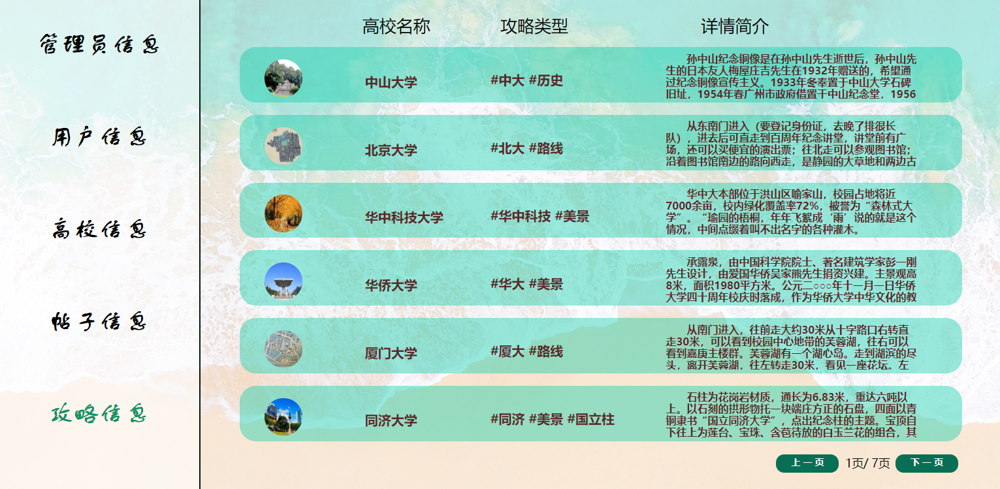 管理员信息
用户信息
高校信息
帖子信息
攻略信息
高校名称 攻略类型 详情简介
中山大学 #中大 #历史
孙中山纪念铜像是在孙中山先生逝世后，孙中山先
生的日本友人梅屋庄吉先生在1932年赠送的，希望通
过纪念铜像宣传主义。1933年冬奉置于中山大学石碑
旧址，1954年春广州市政府借置于中山纪念堂，1956
北京大学 #北大 #路线
从东南门进入（要登记身份证，去晚了排很长
队），进去后可直走到百周年纪念讲堂，讲堂前有广
场，还可以买便宜的演出票；往北走可以参观图书馆；
沿着图书馆南边的路向西走，是静园的大草地和两边古
华中科技大学 #华中科技 #美景
华中大本部位于洪山区喻家山，校园占地将近
7000余亩，校内绿化覆盖率72%，被誉为“森林式大
学”。“瑜园的梧桐，年年飞絮成‘雨’说的就是这个
情况，中间点缀着叫不出名字的各种灌木。
华侨大学 #华大 #美景
承露泉，由中国科学院院士、著名建筑学家彭一刚
先生设计，由爱国华侨吴家熊先生捐资兴建。主景观高
8米，面积1980平方米。公元二○○○年十一月一日华侨
大学四十周年校庆时落成，作为华侨大学中华文化的教
厦门大学 #厦大 #路线
从南门进入，往前走大约30米从十字路口右转直
走30米，可以看到校园中心地带的芙蓉湖，往右可以
看到嘉庚主楼群。芙蓉湖有一个湖心岛。走到湖滨的尽
头，离开芙蓉湖，往左转走30米，看见一座花坛。左
同济大学 #同济 #美景 #国立柱
石柱为花岗岩材质，通长为6.83米，重达六吨以
上。以石刻的拱形物托一块端庄方正的石盘，四面以青
铜隶书“国立同济大学”，点出纪念柱的主题。宝顶自
下往上为莲台、宝珠、含苞待放的白玉兰花的组合，其
上一页 1页/ 7页 下一页